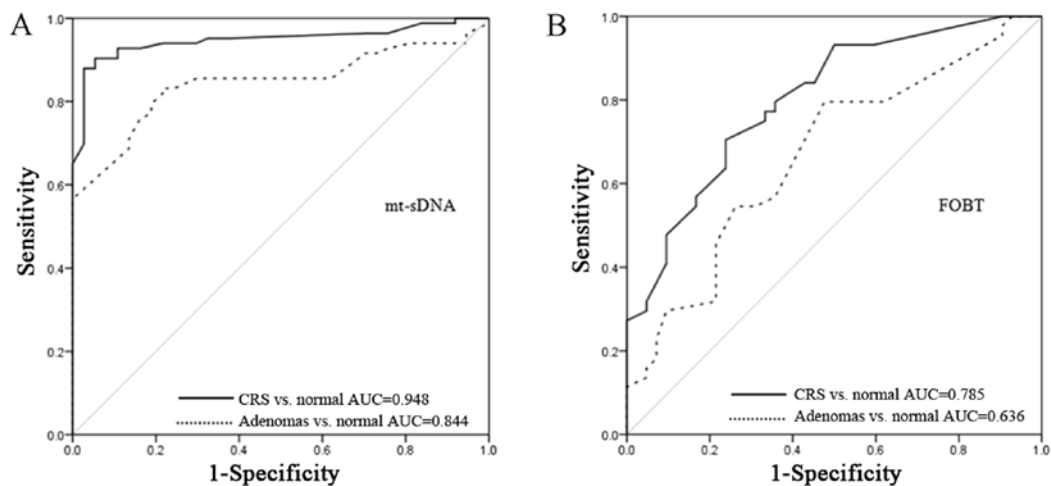 A
Sensitivity
1.0
0.8
0.6
0.4
0.2
0.0
mt-sDNA
CRS vs. normal AUC=0.948
Adenomas vs. normal AUC=0.844
0.0 0.2 0.4 0.6 0.8 1.0
1-Specificity
B
Sensitivity
1.0
0.8
0.6
0.4
0.2
0.0
FOBT
CRS vs. normal AUC=0.785
Adenomas vs. normal AUC=0.636
0.0 0.2 0.4 0.6 0.8 1.0
1-Specificity